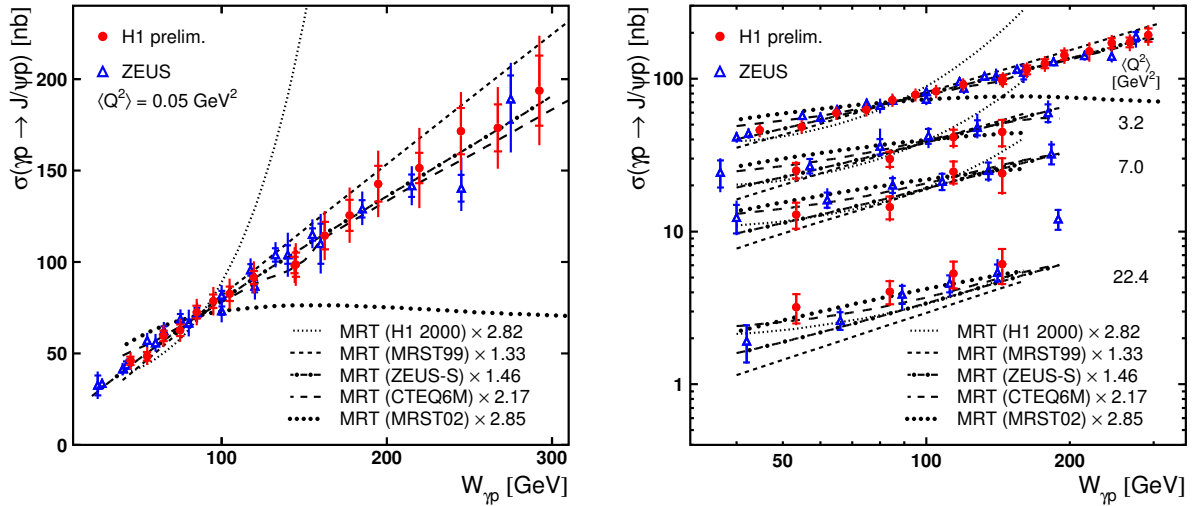 σ(γp → J/ψp) [nb]
H1 prelim.
ZEUS
⟨Q²⟩ = 0.05 GeV²
200
150
100
50
0
MRT (H1 2000) × 2.82
MRT (MRST99) × 1.33
MRT (ZEUS-S) × 1.46
MRT (CTEQ6M) × 2.17
MRT (MRST02) × 2.85
100 200 300
W_γp [GeV]
σ(γp → J/ψp) [nb]
H1 prelim.
ZEUS
⟨Q²⟩
[GeV²]
100
3.2
7.0
10
22.4
1
MRT (H1 2000) × 2.82
MRT (MRST99) × 1.33
MRT (ZEUS-S) × 1.46
MRT (CTEQ6M) × 2.17
MRT (MRST02) × 2.85
50 100 200
W_γp [GeV]